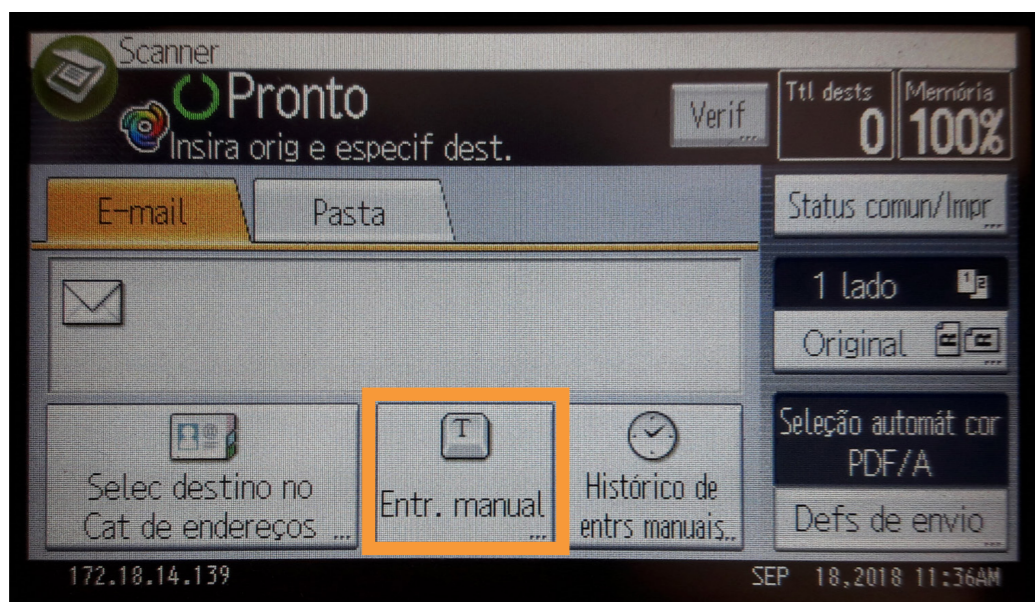 Scanner
Pronto
Insira orig e especif dest.
Verif...
Ttl dests
0
Memória
100%
E-mail
Pasta
Status comun/Impr...
1 lado
Original...
Selec destino no
Cat de endereços ...
T
Entr. manual
...
Histórico de
entrs manuais...
Seleção automát cor
PDF/A
Defs de envio...
172.18.14.139
SEP 18,2018 11:36AM